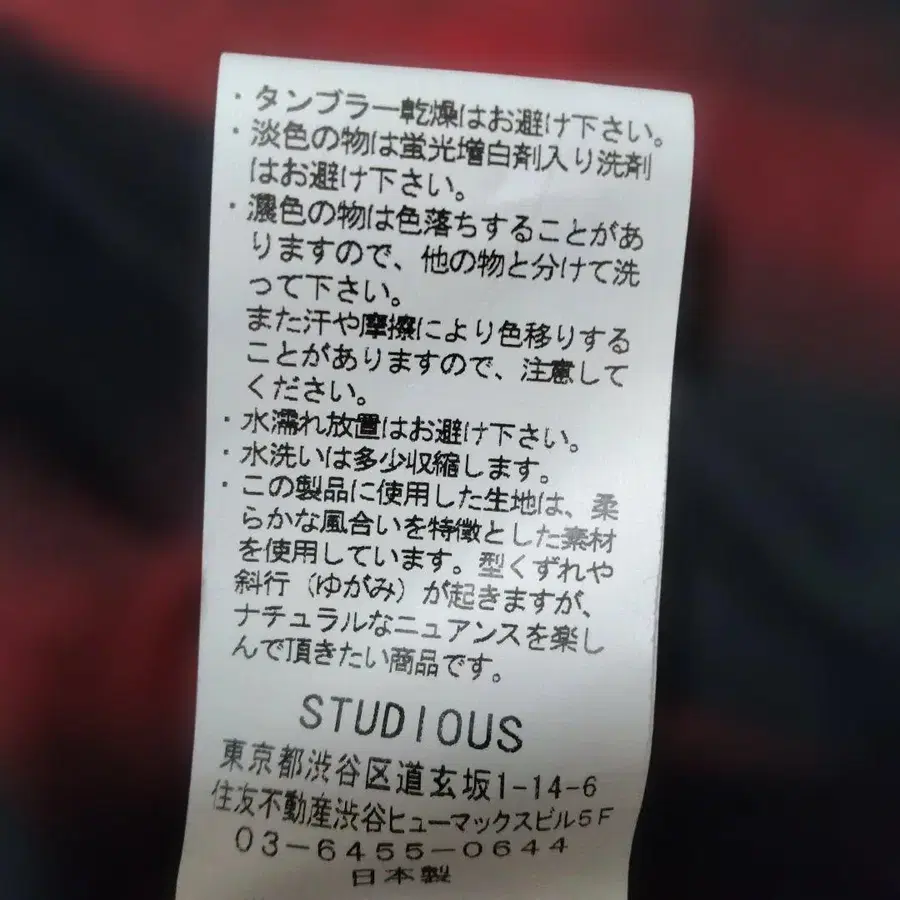 ・タンブラー乾燥はお避け下さい。
・淡色の物は蛍光増白剤入り洗剤
はお避け下さい。
・濃色の物は色落ちすることがあ
りますので、他の物と分けて洗
って下さい。
また汗や摩擦により色移りする
ことがありますので、注意して
ください。
・水濡れ放置はお避け下さい。
・水洗いは多少収縮します。
・この製品に使用した生地は、柔
らかな風合いを特徴とした素材
を使用しています。型くずれや
斜行（ゆがみ）が起きますが、
ナチュラルなニュアンスを楽し
んで頂きたい商品です。
STUDIOUS
東京都渋谷区道玄坂1-14-6
住友不動産渋谷ヒューマックスビル5F
03-6455-0644
日本製